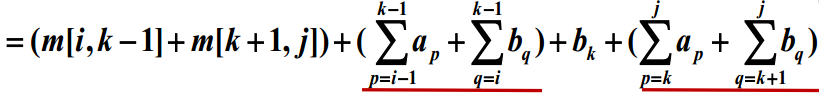 = (m[i, k−1] + m[k+1, j]) + ( ∑_{p=i−1}^{k−1} a_p + ∑_{q=i}^{k−1} b_q ) + b_k + ( ∑_{p=k}^{j} a_p + ∑_{q=k+1}^{j} b_q )